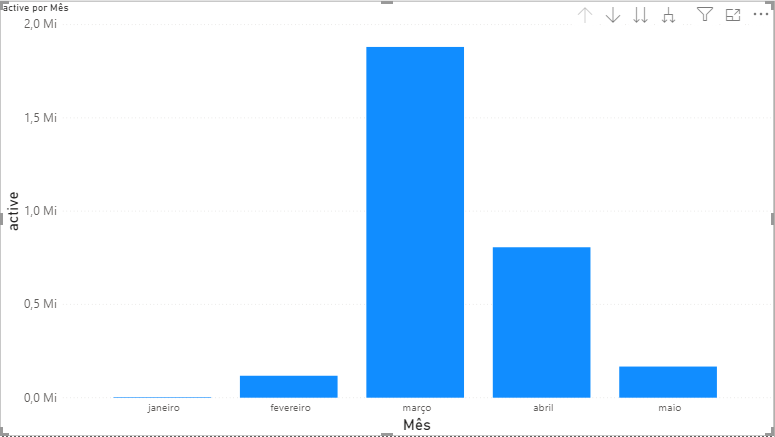 active por Mês
2,0 Mi
1,5 Mi
1,0 Mi
0,5 Mi
0,0 Mi
active
janeiro
fevereiro
março
abril
maio
Mês